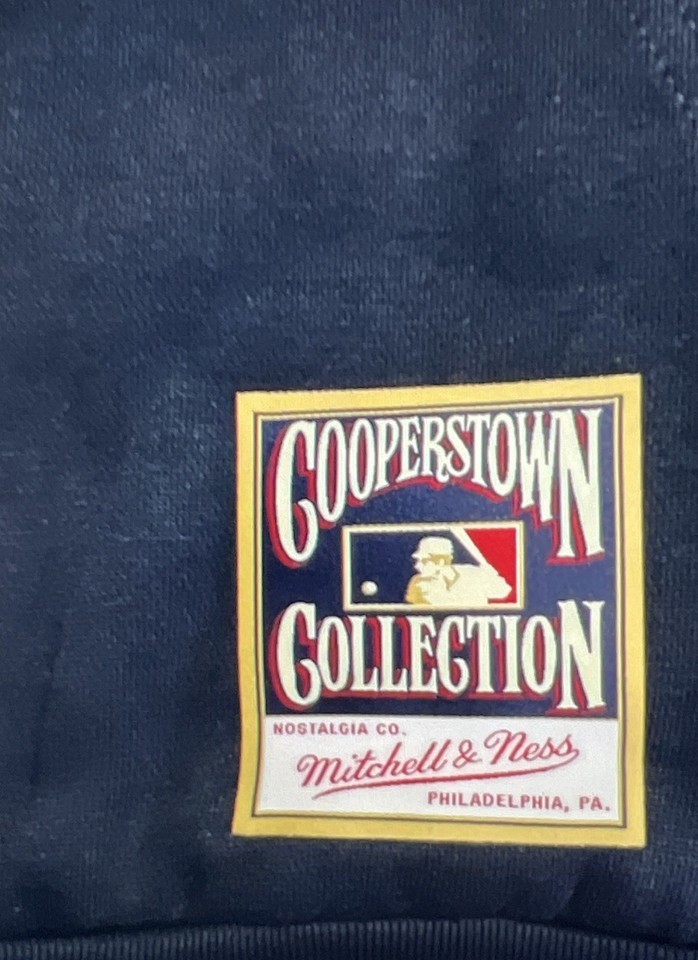 COOPERSTOWN
COLLECTION
NOSTALGIA CO.
Mitchell & Ness
PHILADELPHIA, PA.